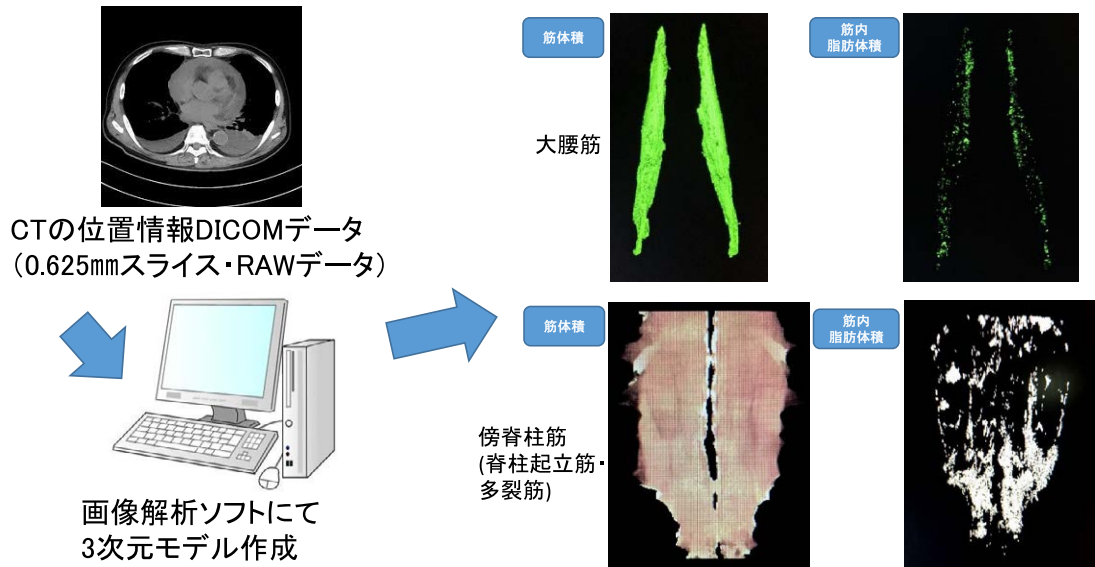 CTの位置情報DICOMデータ
（0.625㎜スライス・RAWデータ）
画像解析ソフトにて
3次元モデル作成
筋体積
筋内
脂肪体積
大腰筋
筋体積
筋内
脂肪体積
傍脊柱筋
(脊柱起立筋・
多裂筋)